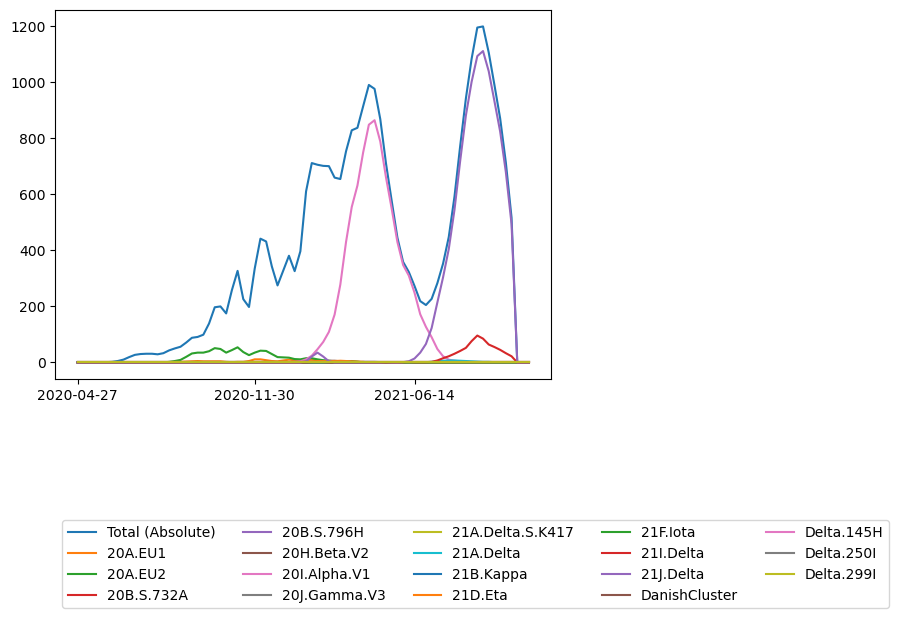 1200
1000
800
600
400
200
0
2020-04-27 2020-11-30 2021-06-14
Total (Absolute) 20B.S.796H 21A.Delta.S.K417 21F.Iota Delta.145H
20A.EU1 20H.Beta.V2 21A.Delta 21I.Delta Delta.250I
20A.EU2 20I.Alpha.V1 21B.Kappa 21J.Delta Delta.299I
20B.S.732A 20J.Gamma.V3 21D.Eta DanishCluster